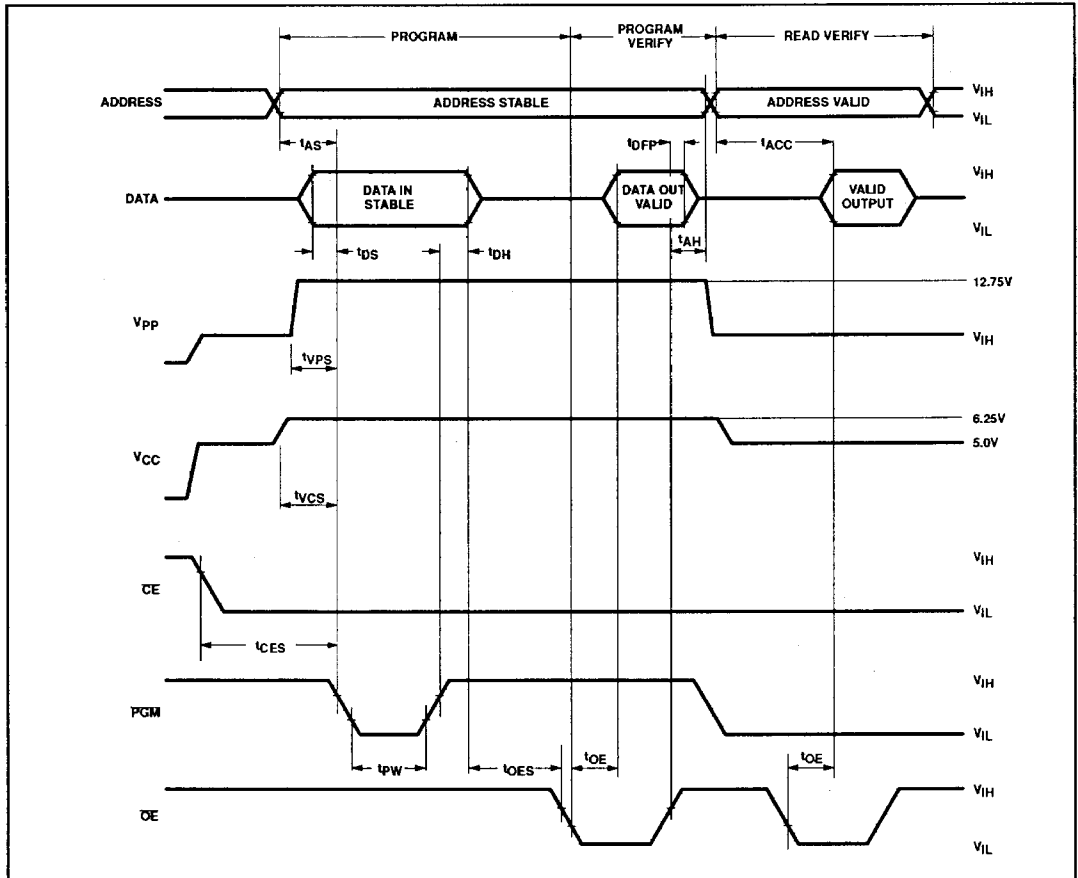 PROGRAM
PROGRAM
VERIFY
READ VERIFY
ADDRESS
ADDRESS STABLE
ADDRESS VALID
VIH
VIL
tAS
tDFP
tACC
DATA
DATA IN
STABLE
DATA OUT
VALID
VALID
OUTPUT
VIH
VIL
tDS
tDH
tAH
12.75V
VPP
VIH
tVPS
6.25V
5.0V
VCC
tVCS
CE
VIH
VIL
tCES
PGM
VIH
VIL
tPW
tOES
tOE
tOE
OE
VIH
VIL